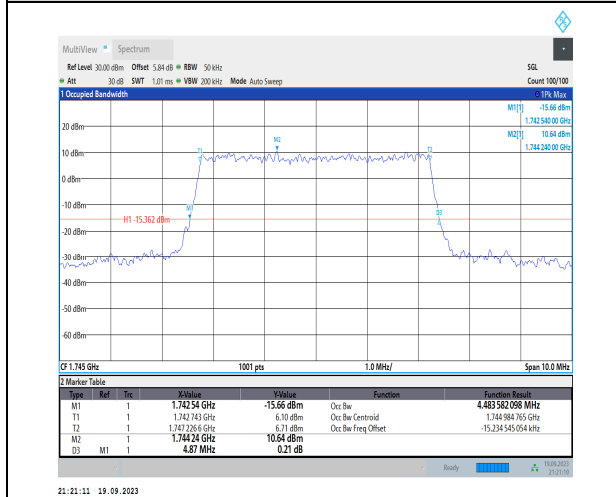 MultiView Spectrum
Ref Level 30.00 dBm Offset 5.84 dB RBW 50 kHz SGL
Att 30 dB SWT 1.01 ms VBW 200 kHz Mode Auto Sweep Count 100/100
1 Occupied Bandwidth 1Pk Max
M1[1] -15.66 dBm
1.742 540 00 GHz
M2[1] 10.64 dBm
1.744 240 00 GHz
20 dBm
M2
T1
T2
10 dBm
0 dBm
-10 dBm
M1
D3
H1 -15.362 dBm
-20 dBm
-30 dBm
-40 dBm
-50 dBm
-60 dBm
CF 1.745 GHz 1001 pts 1.0 MHz/ Span 10.0 MHz
2 Marker Table
Type Ref Trc X-Value Y-Value Function Function Result
M1 1 1.742 54 GHz -15.66 dBm Occ Bw 4.483 582 098 MHz
T1 1 1.742 743 GHz 6.10 dBm Occ Bw Centroid 1.744 984 765 GHz
T2 1 1.747 226 6 GHz 6.71 dBm Occ Bw Freq Offset -15.234 545 054 kHz
M2 1 1.744 24 GHz 10.64 dBm
D3 M1 1 4.87 MHz 0.21 dB
Ready 19.09.2023
21:21:10
21:21:11 19.09.2023